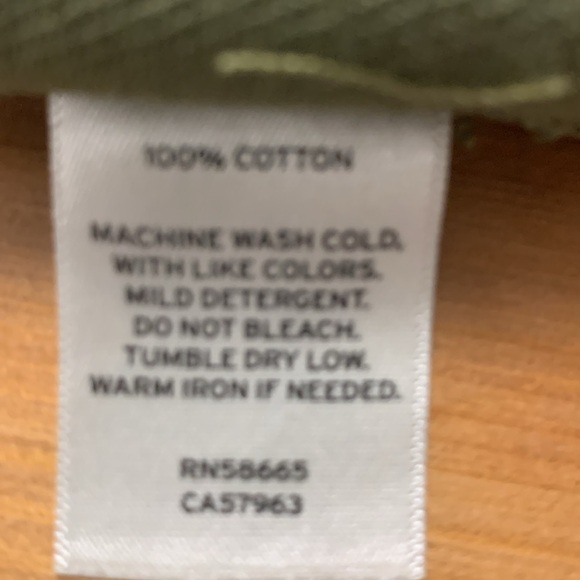 100% COTTON
MACHINE WASH COLD,
WITH LIKE COLORS.
MILD DETERGENT.
DO NOT BLEACH.
TUMBLE DRY LOW.
WARM IRON IF NEEDED.
RN58665
CA57963